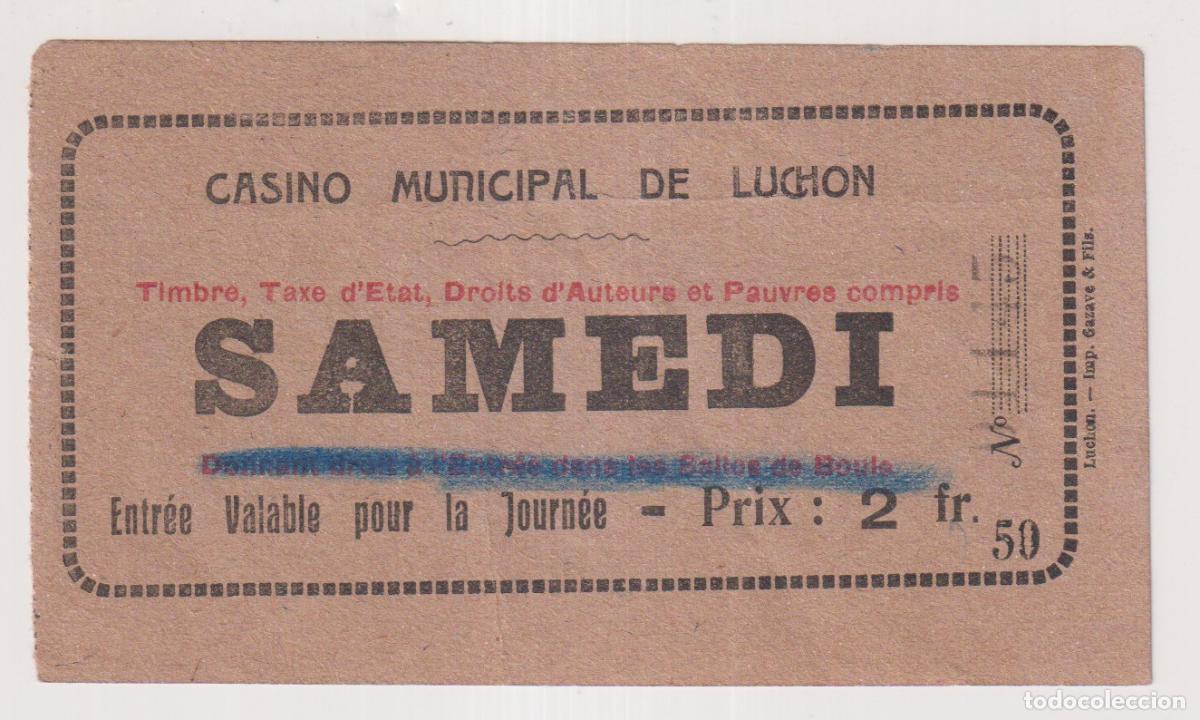 CASINO MUNICIPAL DE LUCHON
Timbre, Taxe d'Etat, Droits d'Auteurs et Pauvres compris
SAMEDI
Donnant droit à l'Entrée dans les Salles de Boule
Entrée Valable pour la Journée - Prix : 2 fr. 50
No
Luchon. — Imp. Gazave & Fils.
todocoleccion